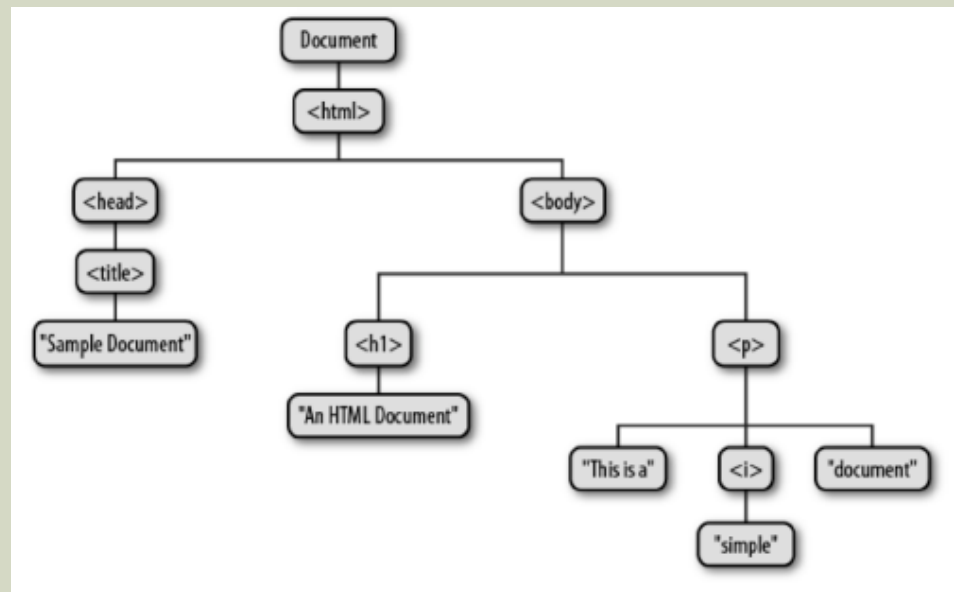 Document
<html>
<head>
<body>
<title>
"Sample Document"
<h1>
<p>
"An HTML Document"
"This is a"
<i>
"document"
"simple"